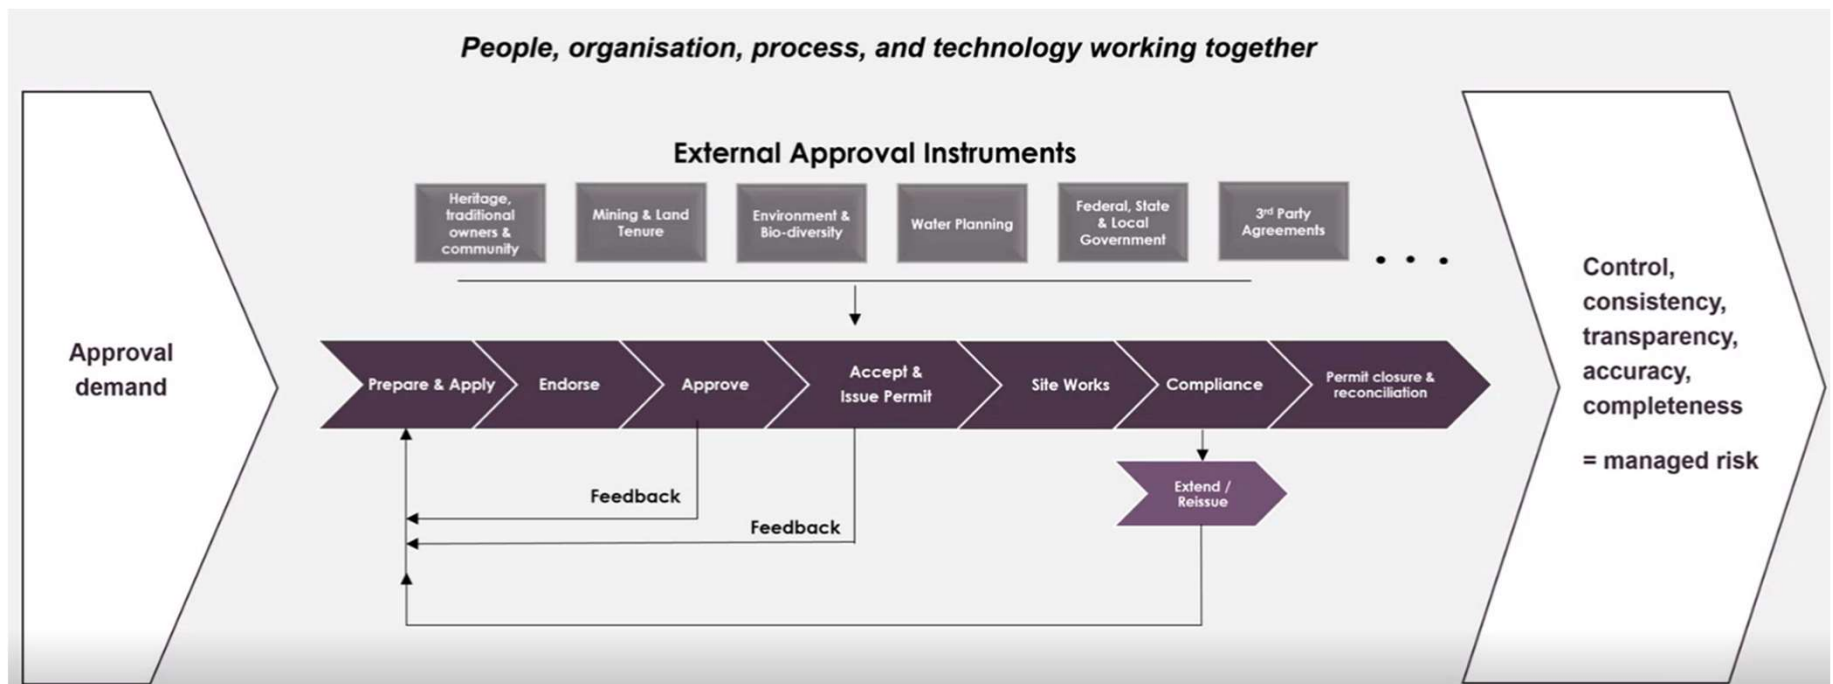 People, organisation, process, and technology working together
External Approval Instruments
Heritage,
traditional
owners &
community
Mining & Land
Tenure
Environment &
Bio-diversity
Water Planning
Federal, State
& Local
Government
3rd Party
Agreements
. . .
Approval
demand
Prepare & Apply
Endorse
Approve
Accept &
Issue Permit
Site Works
Compliance
Permit closure &
reconciliation
Feedback
Feedback
Extend /
Reissue
Control,
consistency,
transparency,
accuracy,
completeness
= managed risk